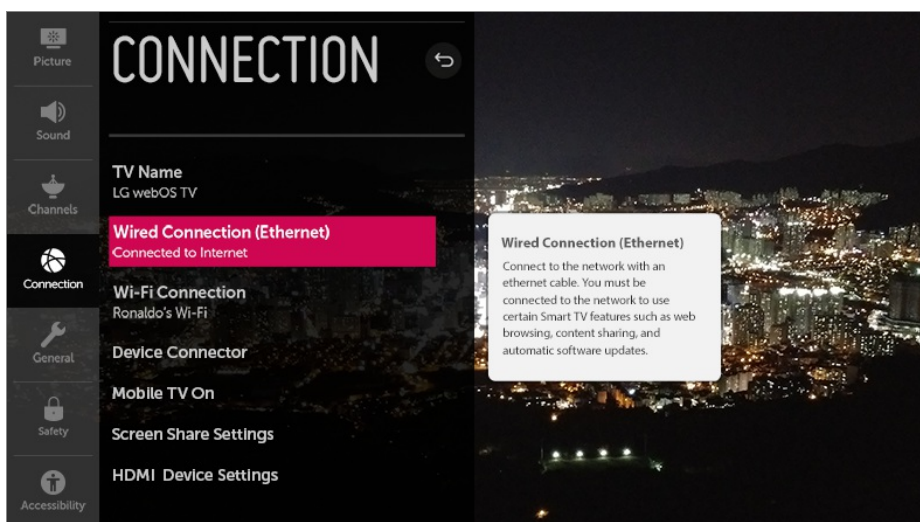 Picture
Sound
Channels
Connection
General
Safety
Accessibility
CONNECTION
TV Name
LG webOS TV
Wired Connection (Ethernet)
Connected to Internet
Wi-Fi Connection
Ronaldo's Wi-Fi
Device Connector
Mobile TV On
Screen Share Settings
HDMI Device Settings
Wired Connection (Ethernet)
Connect to the network with an
ethernet cable. You must be
connected to the network to use
certain Smart TV features such as web
browsing, content sharing, and
automatic software updates.